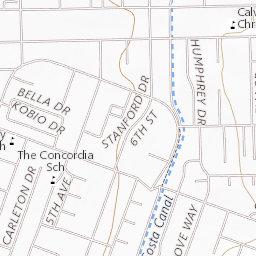 Calv
Chr
HUMPHREY DR
STANFORD DR
6TH ST
BELLA DR
KOBIO DR
The Concordia
Sch
5TH AVE
CARLETON DR
osta Canal
OVE WAY